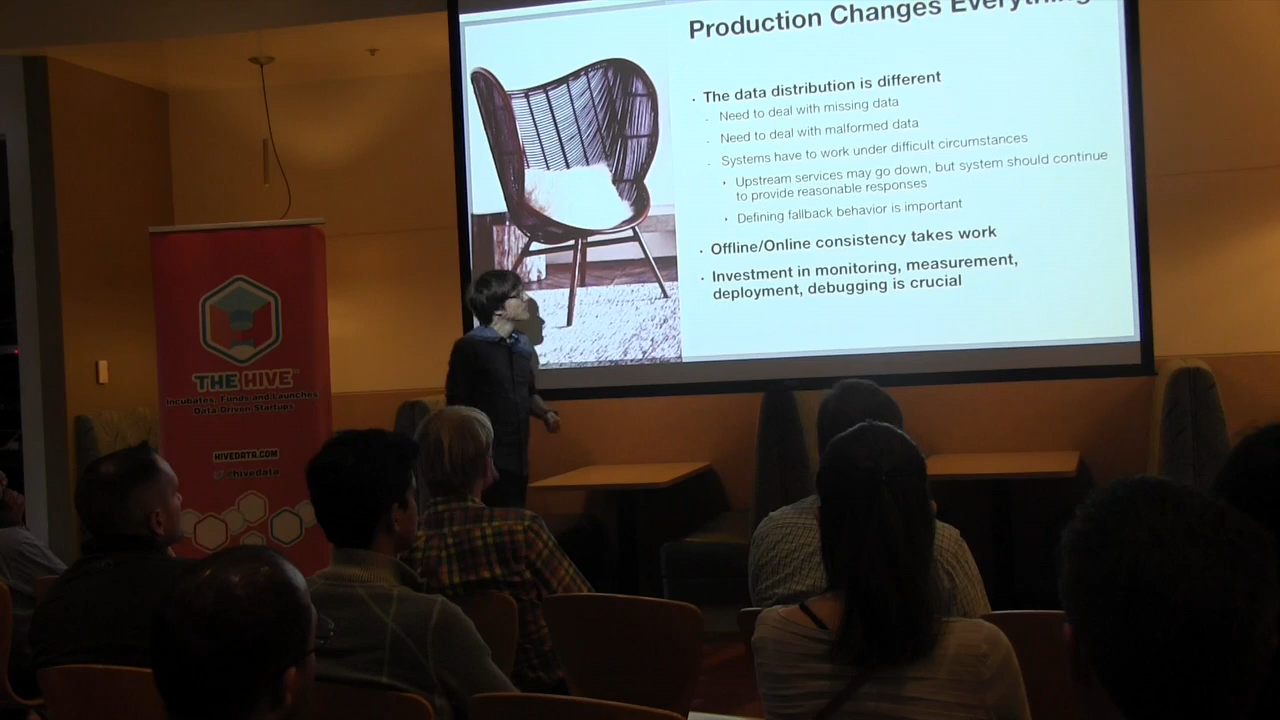 Production Changes Everything
The data distribution is different
Need to deal with missing data
Need to deal with malformed data
Systems have to work under difficult circumstances
Upstream services may go down, but system should continue
to provide reasonable responses
Defining fallback behavior is important
Offline/Online consistency takes work
Investment in monitoring, measurement,
deployment, debugging is crucial
THE HIVE
Incubates, Funds and Launches
Data Driven Startups
HIVEDATA.COM
@hivedata